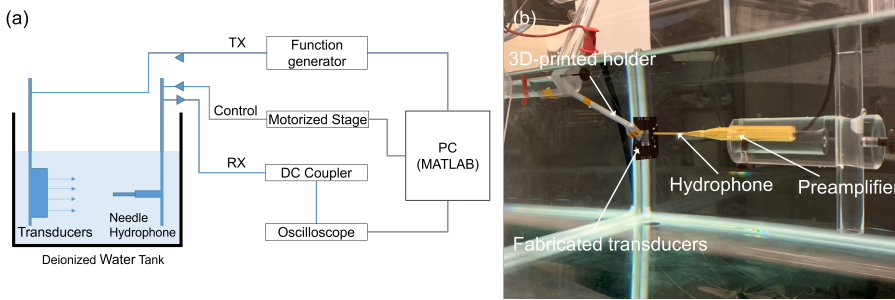 (a)
TX
Function
generator
Control
Motorized Stage
PC
(MATLAB)
RX
DC Coupler
Oscilloscope
Transducers
Needle
Hydrophone
Deionized Water Tank
(b)
3D-printed holder
Hydrophone
Preamplifier
Fabricated transducers